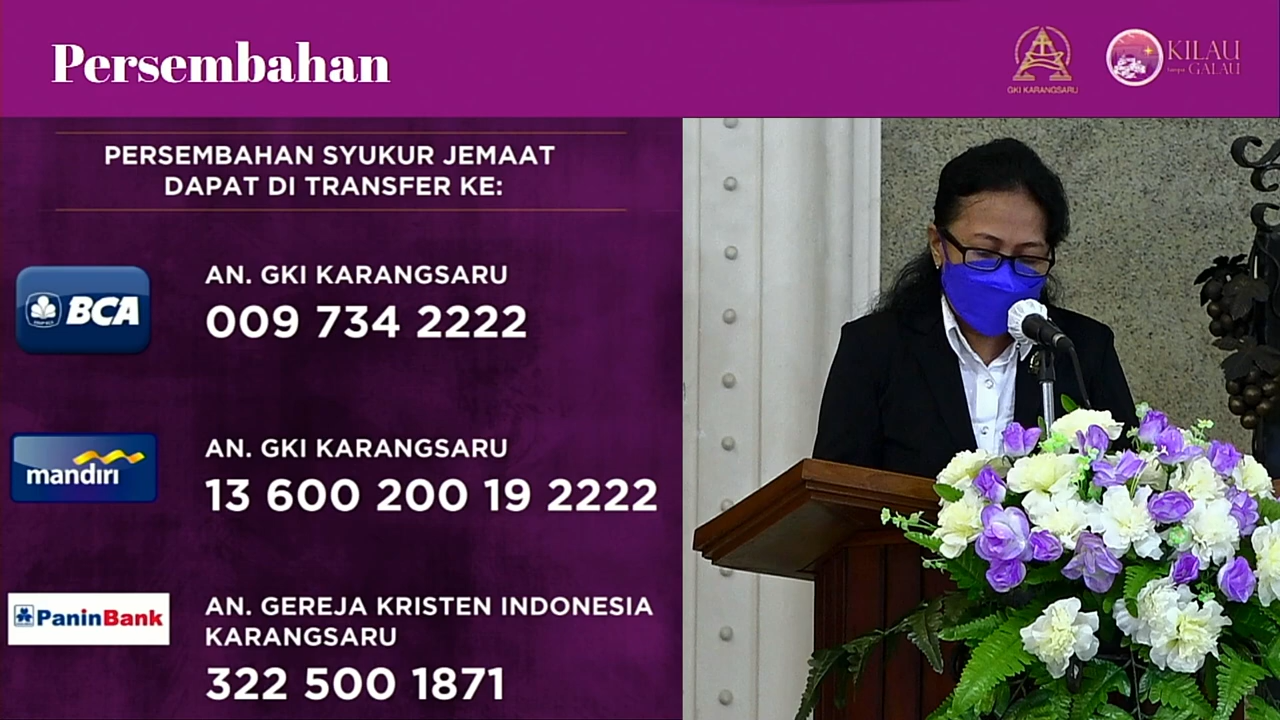 Persembahan
GKI KARANGSARU
KILAU
tanpa GALAU
PERSEMBAHAN SYUKUR JEMAAT
DAPAT DI TRANSFER KE:
BCA
AN. GKI KARANGSARU
009 734 2222
mandiri
AN. GKI KARANGSARU
13 600 200 19 2222
PaninBank
AN. GEREJA KRISTEN INDONESIA
KARANGSARU
322 500 1871